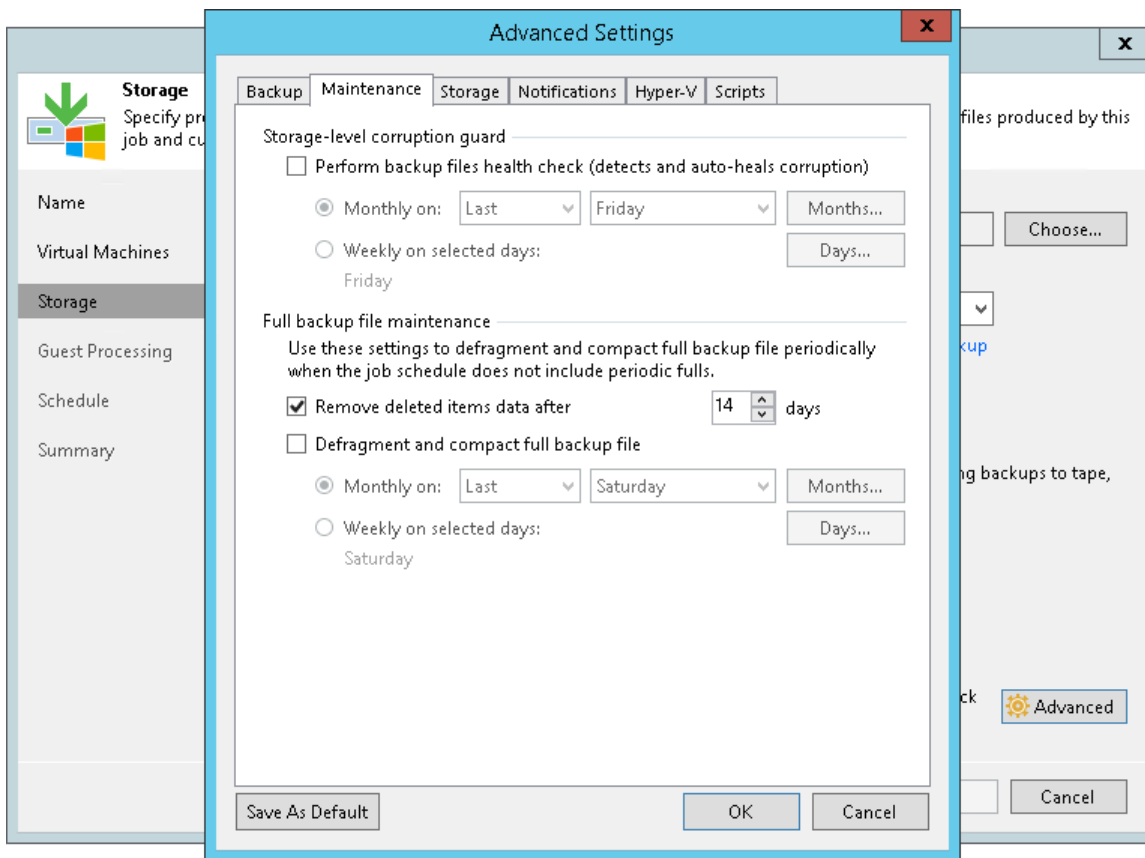 Advanced Settings
x
x
Storage
Specify pr
files produced by this
job and cu
Name
Virtual Machines
Storage
Guest Processing
Schedule
Summary
Backup
Maintenance
Storage
Notifications
Hyper-V
Scripts
Storage-level corruption guard
Perform backup files health check (detects and auto-heals corruption)
Monthly on: Last Friday Months...
Weekly on selected days: Days...
Friday
Full backup file maintenance
Use these settings to defragment and compact full backup file periodically
when the job schedule does not include periodic fulls.
Remove deleted items data after 14 days
Defragment and compact full backup file
Monthly on: Last Saturday Months...
Weekly on selected days: Days...
Saturday
Save As Default
OK
Cancel
Choose...
kup
ng backups to tape,
ck
Advanced
Cancel